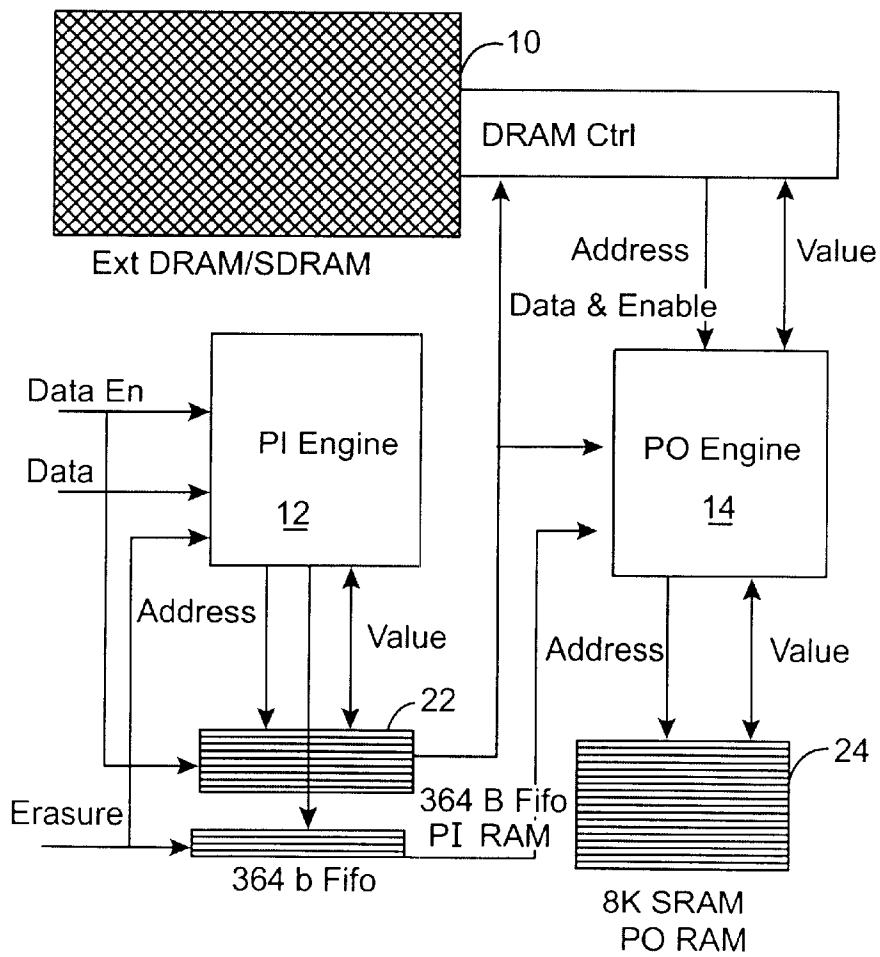 10
DRAM Ctrl
Ext DRAM/SDRAM
Address
Value
Data & Enable
Data En
Data
PI Engine
12
PO Engine
14
Address
Value
Address
Value
22
24
Erasure
364 B Fifo
PI RAM
364 b Fifo
8K SRAM
PO RAM